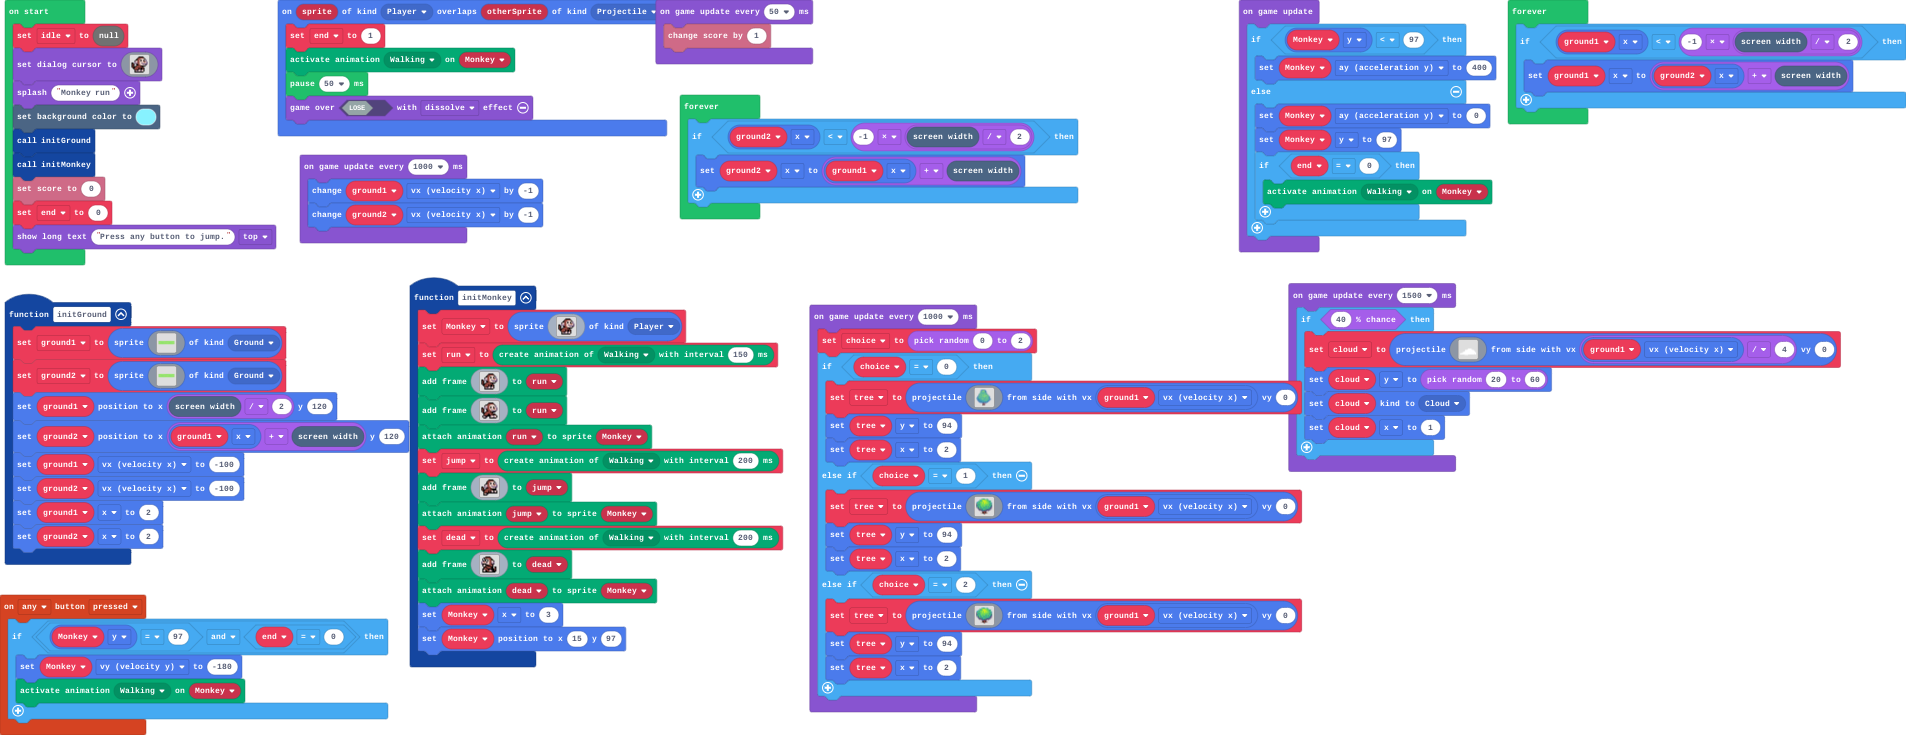 on start
set idle to null
set dialog cursor to
splash "Monkey run"
set background color to
call initGround
call initMonkey
set score to 0
set end to 0
show long text "Press any button to jump." top
on sprite of kind Player overlaps otherSprite of kind Projectile
set end to 1
activate animation Walking on Monkey
pause 50 ms
game over LOSE with dissolve effect
on game update every 50 ms
change score by 1
on game update every 1000 ms
change ground1 vx (velocity x) by -1
change ground2 vx (velocity x) by -1
forever
if ground2 x < -1 × screen width / 2 then
set ground2 x to ground1 x + screen width
on game update
if Monkey y < 97 then
set Monkey ay (acceleration y) to 400
else
set Monkey ay (acceleration y) to 0
set Monkey y to 97
if end = 0 then
activate animation Walking on Monkey
forever
if ground1 x < -1 × screen width / 2 then
set ground1 x to ground2 x + screen width
function initGround
set ground1 to sprite of kind Ground
set ground2 to sprite of kind Ground
set ground1 position to x screen width / 2 y 120
set ground2 position to x ground1 x + screen width y 120
set ground1 vx (velocity x) to -100
set ground2 vx (velocity x) to -100
set ground1 x to 2
set ground2 x to 2
on any button pressed
if Monkey y = 97 and end = 0 then
set Monkey vy (velocity y) to -180
activate animation Walking on Monkey
function initMonkey
set Monkey to sprite of kind Player
set run to create animation of Walking with interval 150 ms
add frame to run
add frame to run
attach animation run to sprite Monkey
set jump to create animation of Walking with interval 200 ms
add frame to jump
attach animation jump to sprite Monkey
set dead to create animation of Walking with interval 200 ms
add frame to dead
attach animation dead to sprite Monkey
set Monkey x to 3
set Monkey position to x 15 y 97
on game update every 1000 ms
set choice to pick random 0 to 2
if choice = 0 then
set tree to projectile from side with vx ground1 vx (velocity x) vy 0
set tree y to 94
set tree x to 2
else if choice = 1 then
set tree to projectile from side with vx ground1 vx (velocity x) vy 0
set tree y to 94
set tree x to 2
else if choice = 2 then
set tree to projectile from side with vx ground1 vx (velocity x) vy 0
set tree y to 94
set tree x to 2
on game update every 1500 ms
if 40 % chance then
set cloud to projectile from side with vx ground1 vx (velocity x) / 4 vy 0
set cloud y to pick random 20 to 60
set cloud kind to Cloud
set cloud x to 1